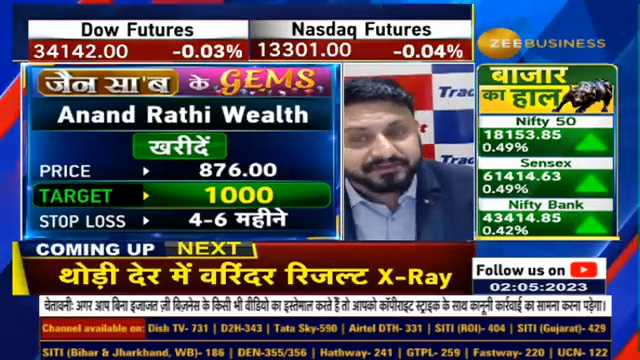 Dow Futures
34142.00 -0.03%
Nasdaq Futures
13301.00 -0.04%
ZEE BUSINESS
जैन सा'ब के GEMS
Anand Rathi Wealth
खरीदें
PRICE 876.00
TARGET 1000
STOP LOSS 4-6 महीने
बाजार
का हाल
Nifty 50
18153.85
0.49%
Sensex
61414.63
0.49%
Nifty Bank
43414.85
0.42%
COMING UP NEXT
थोड़ी देर में वरिंदर रिजल्ट X-Ray
Follow us on
02:05:2023
चेतावनी: अगर आप बिना इजाजत ज़ी बिज़नेस के किसी भी वीडियो का इस्तेमाल करते हैं तो आपको कॉपीराइट स्ट्राइक के साथ कानूनी कार्रवाई का सामना करना पड़ेगा।
Channel available on: Dish TV- 731 | D2H-343 | Tata Sky-590 | Airtel DTH- 331 | SITI (ROI) - 404 | SITI (Gujarat) - 429
SITI (Bihar & Jharkhand, WB)- 186 | DEN-355/356 | Hathway- 241 | GTPL- 259 | Fastway- 220 | UCN- 122